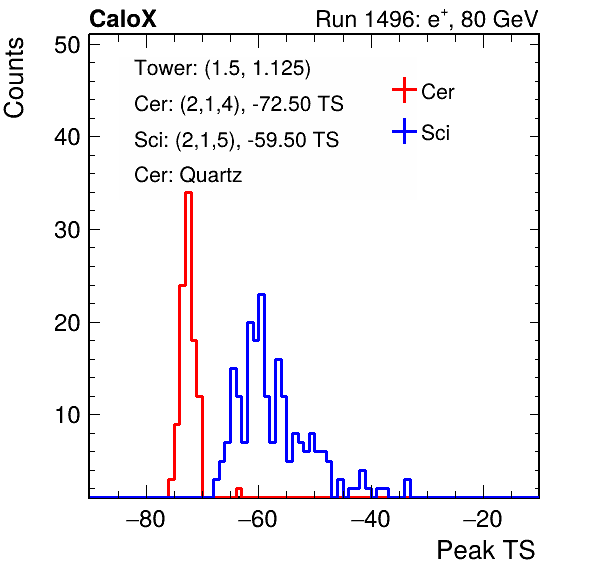 CaloX Run 1496: e⁺, 80 GeV
Counts
50
40
30
20
10
Tower: (1.5, 1.125)
Cer: (2,1,4), -72.50 TS
Sci: (2,1,5), -59.50 TS
Cer: Quartz
Cer
Sci
−80 −60 −40 −20
Peak TS